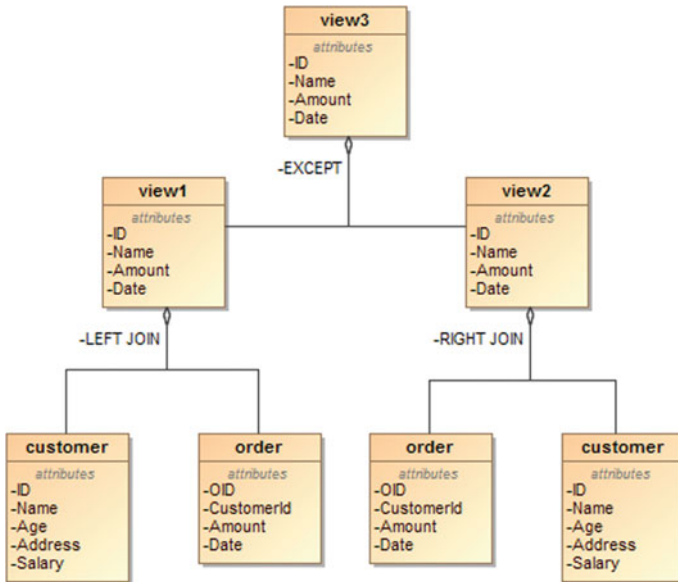 view3
attributes
-ID
-Name
-Amount
-Date
-EXCEPT
view1
attributes
-ID
-Name
-Amount
-Date
view2
attributes
-ID
-Name
-Amount
-Date
-LEFT JOIN
-RIGHT JOIN
customer
attributes
-ID
-Name
-Age
-Address
-Salary
order
attributes
-OID
-CustomerId
-Amount
-Date
order
attributes
-OID
-CustomerId
-Amount
-Date
customer
attributes
-ID
-Name
-Age
-Address
-Salary